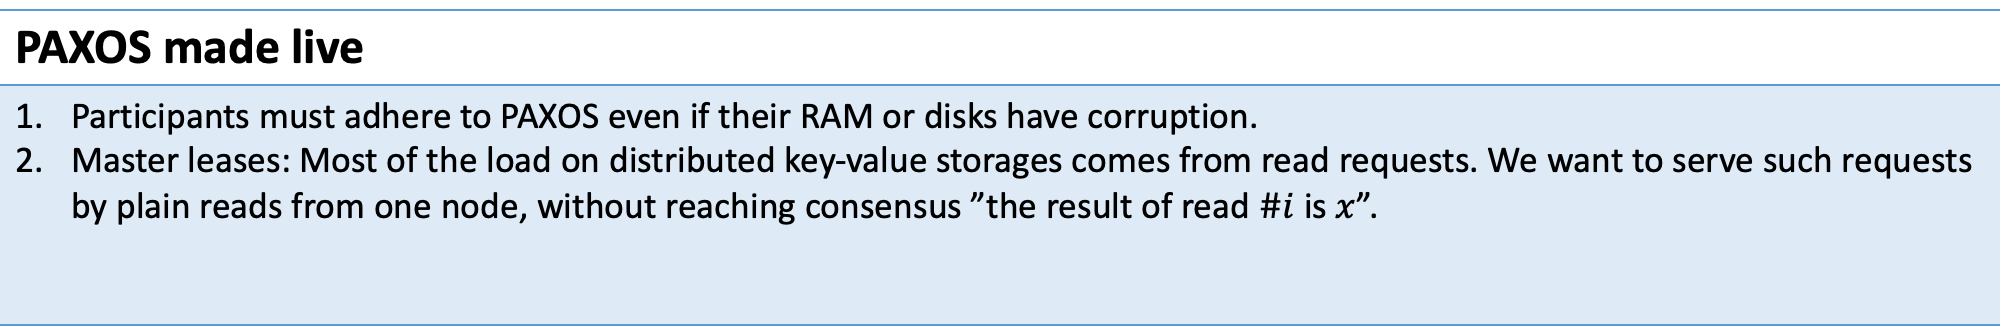 PAXOS made live
1. Participants must adhere to PAXOS even if their RAM or disks have corruption.
2. Master leases: Most of the load on distributed key-value storages comes from read requests. We want to serve such requests
by plain reads from one node, without reaching consensus ”the result of read #𝑖 is 𝑥”.